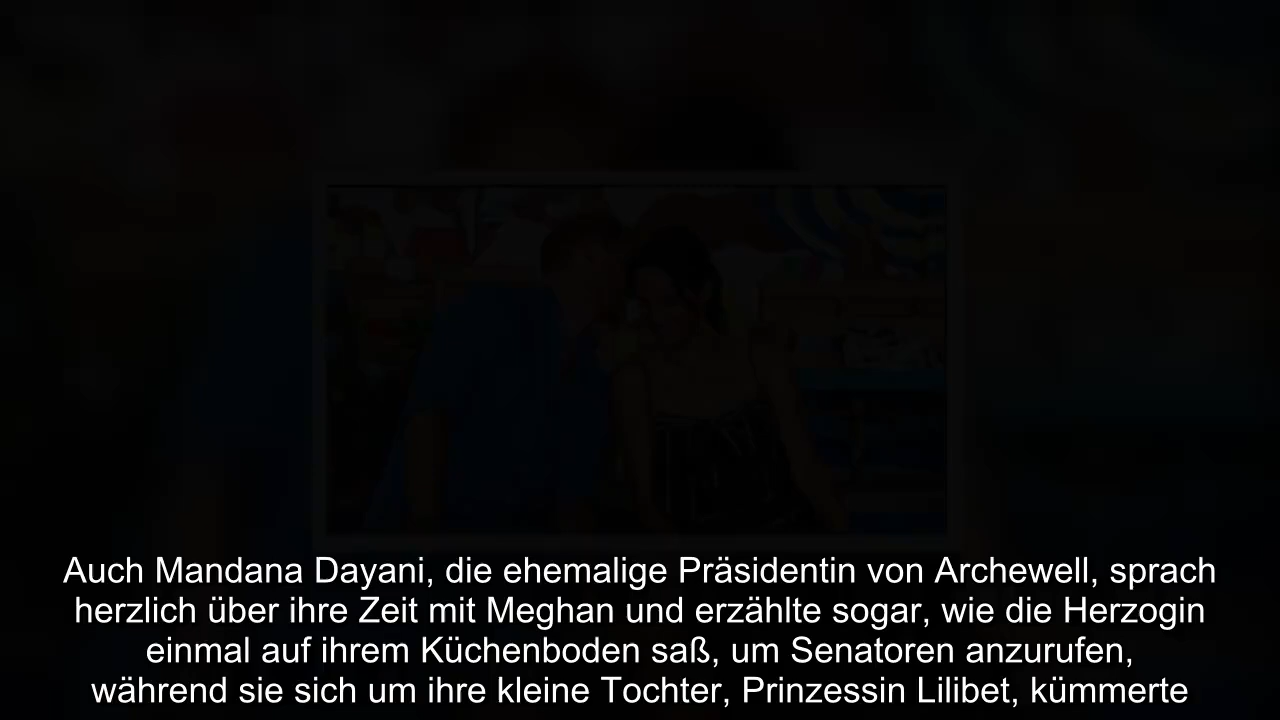 Auch Mandana Dayani, die ehemalige Präsidentin von Archewell, sprach
herzlich über ihre Zeit mit Meghan und erzählte sogar, wie die Herzogin
einmal auf ihrem Küchenboden saß, um Senatoren anzurufen,
während sie sich um ihre kleine Tochter, Prinzessin Lilibet, kümmerte